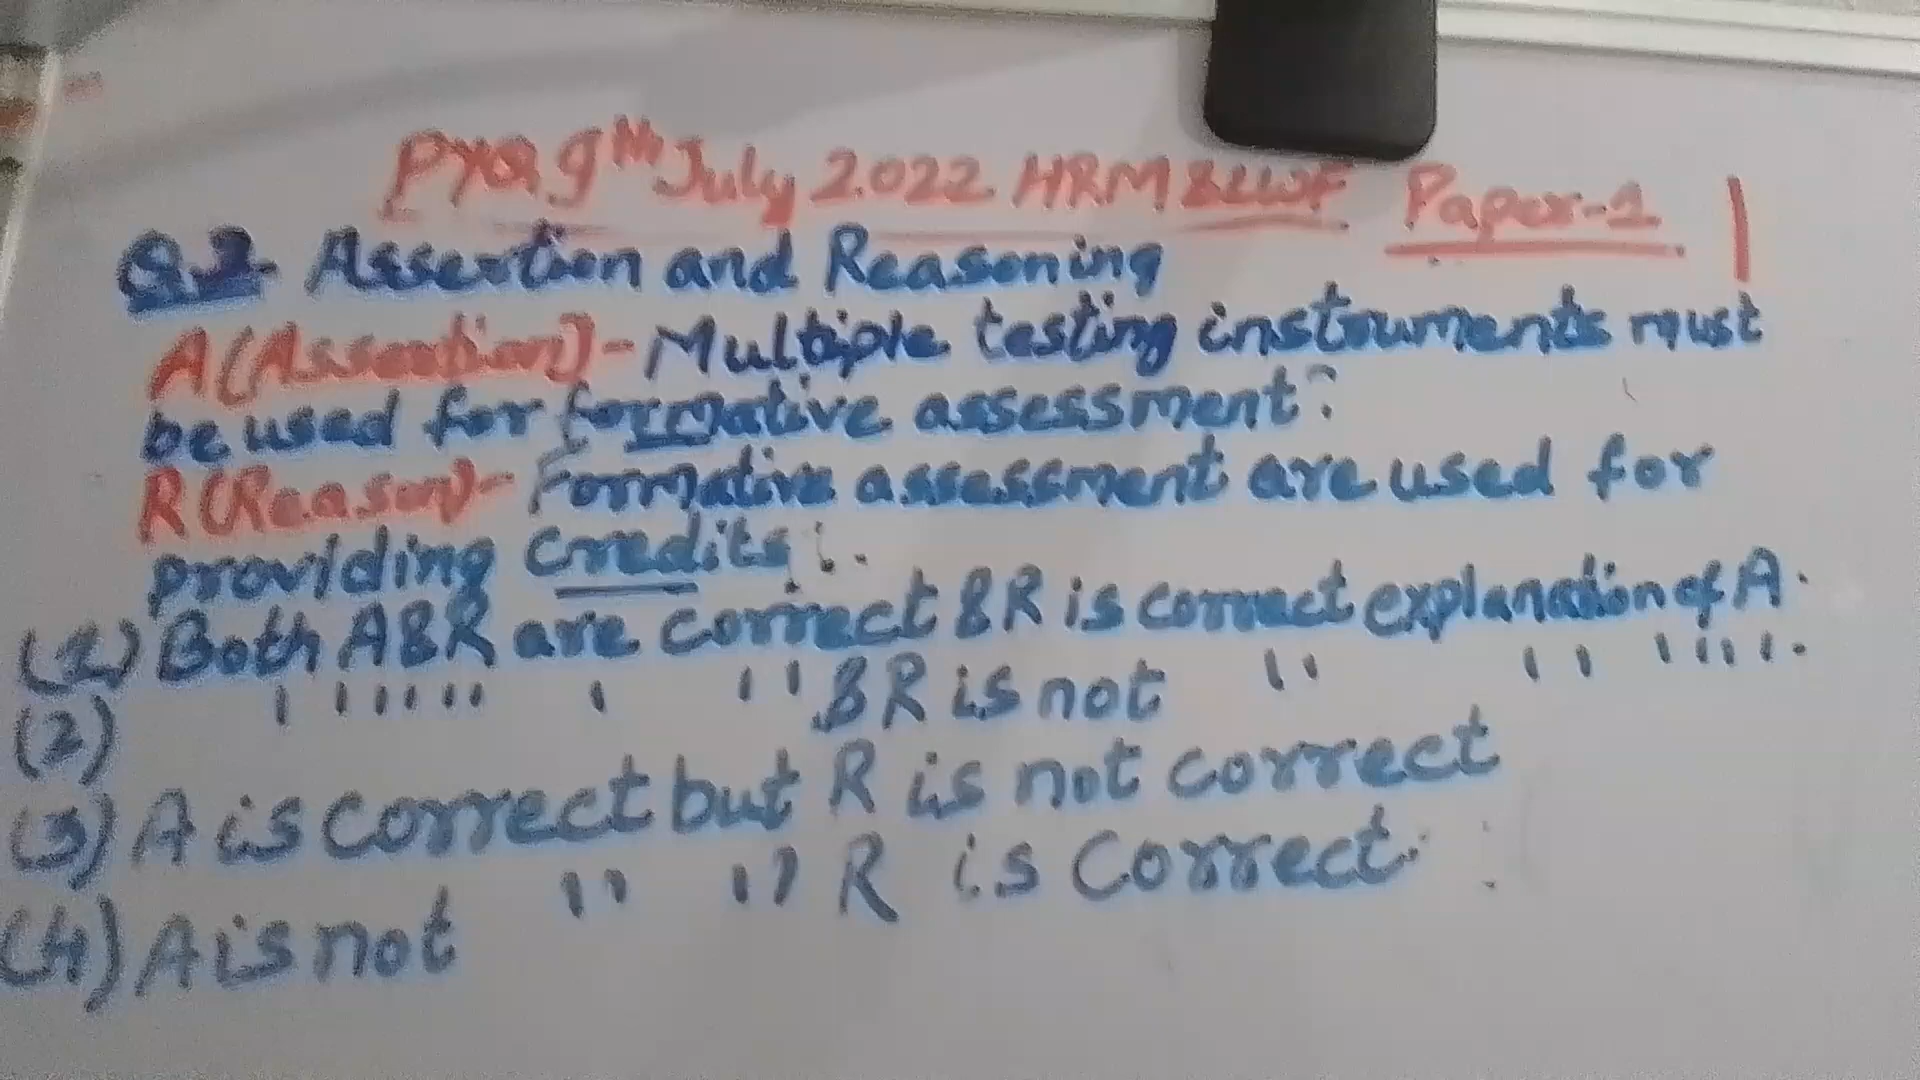 PYQ 9th July 2022 HRM & LWF Paper-1
Q.2 Assertion and Reasoning
A(Assertion)- Multiple testing instruments must
be used for formative assessment.
R(Reason)- Formative assessment are used for
providing Credits.
(1) Both A&R are correct &R is correct explanation of A.
(2) " " " " " &R is not " " " "
(3) A is correct but R is not correct
(4) A is not " " R is Correct.